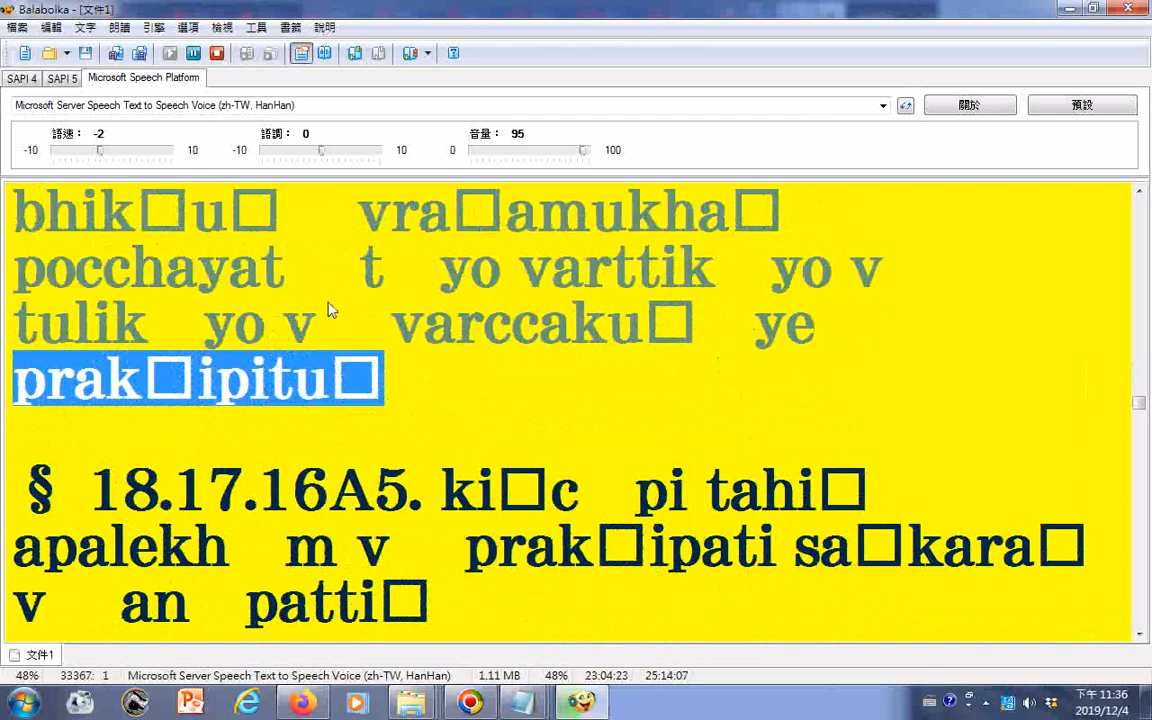 Balabolka - [文件1]
檔案 編輯 文字 朗讀 引擎 選項 檢視 工具 書籤 說明
SAPI 4 SAPI 5 Microsoft Speech Platform
Microsoft Server Speech Text to Speech Voice (zh-TW, HanHan) 關於 預設
語速： -2 語調： 0 音量： 95
-10 10 -10 10 0 100
bhik□u□ vra□amukha□
pocchayat t yo varttik yo v
tulik yo v varccaku□ ye
prak□ipitu□
§ 18.17.16A5. ki□c pi tahi□
apalekh m v prak□ipati sa□kara□
v an patti□
文件1
48% 33367: 1 Microsoft Server Speech Text to Speech Voice (zh-TW, HanHan) 1.11 MB 48% 23:04:23 25:14:07
下午 11:36
2019/12/4